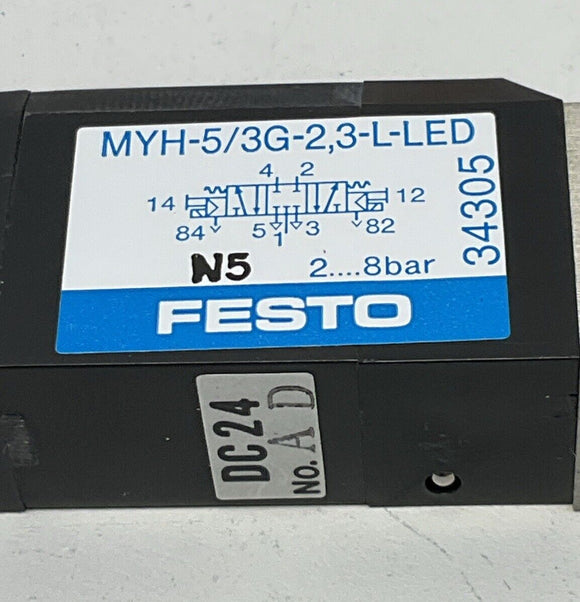 MYH-5/3G-2,3-L-LED
4 2
14 12
84 5 1 3 82
N5 2....8bar
34305
FESTO
DC24
No. AD